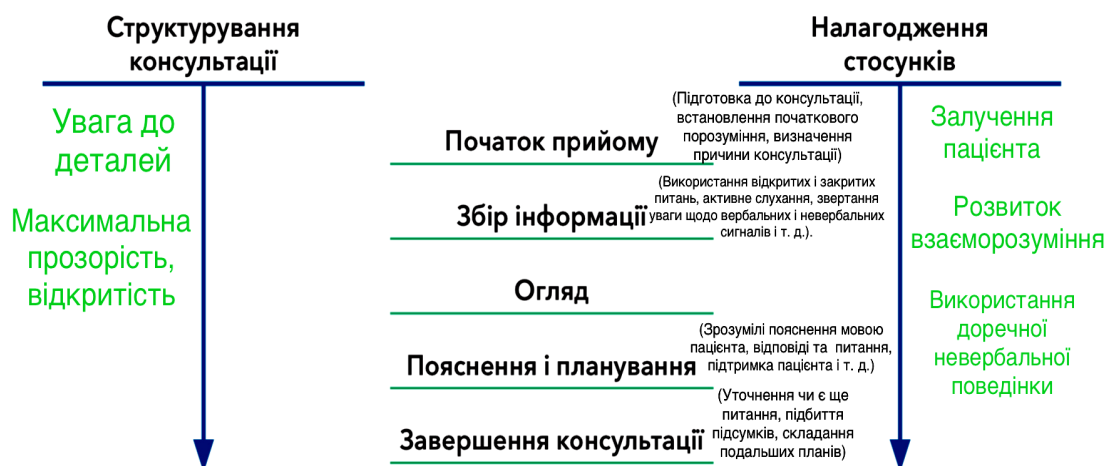 Структурування
консультації
Увага до
деталей
Максимальна
прозорість,
відкритість
Початок прийому
(Підготовка до консультації,
встановлення початкового
порозуміння, визначення
причини консультації)
Збір інформації
(Використання відкритих і закритих
питань, активне слухання, звертання
уваги щодо вербальних і невербальних
сигналів і т. д.).
Огляд
Пояснення і планування
(Зрозумілі пояснення мовою
пацієнта, відповіді та питання,
підтримка пацієнта і т. д.)
Завершення консультації
(Уточнення чи є ще
питання, підбиття
підсумків, складання
подальших планів)
Налагодження
стосунків
Залучення
пацієнта
Розвиток
взаєморозуміння
Використання
доречної
невербальної
поведінки